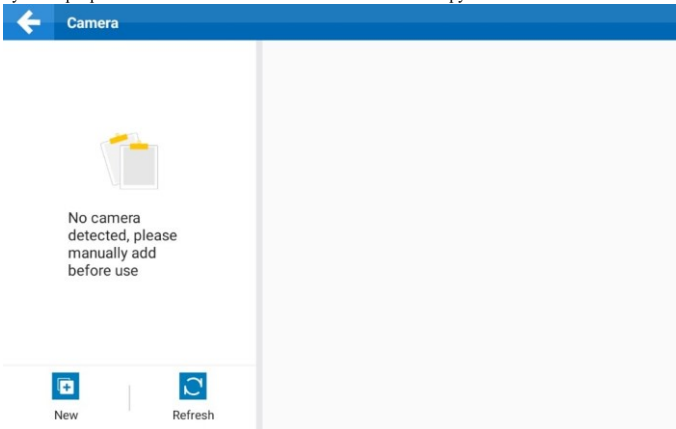 Camera
No camera
detected, please
manually add
before use
New
Refresh